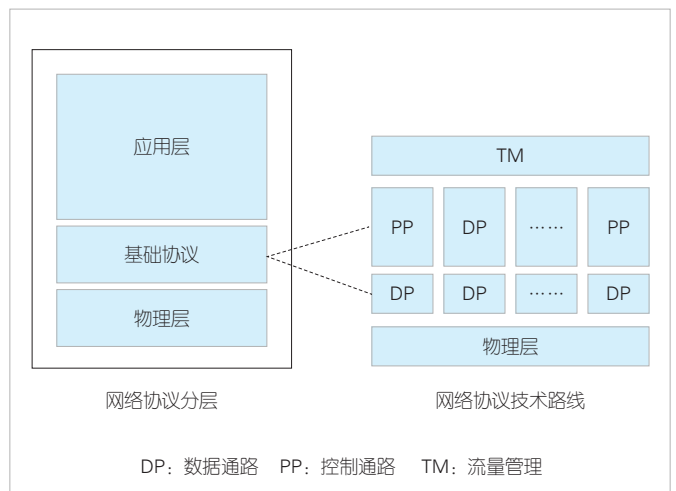 应用层
基础协议
物理层
网络协议分层
TM
PP DP …… PP
DP DP …… DP
物理层
网络协议技术路线
DP：数据通路 PP：控制通路 TM：流量管理